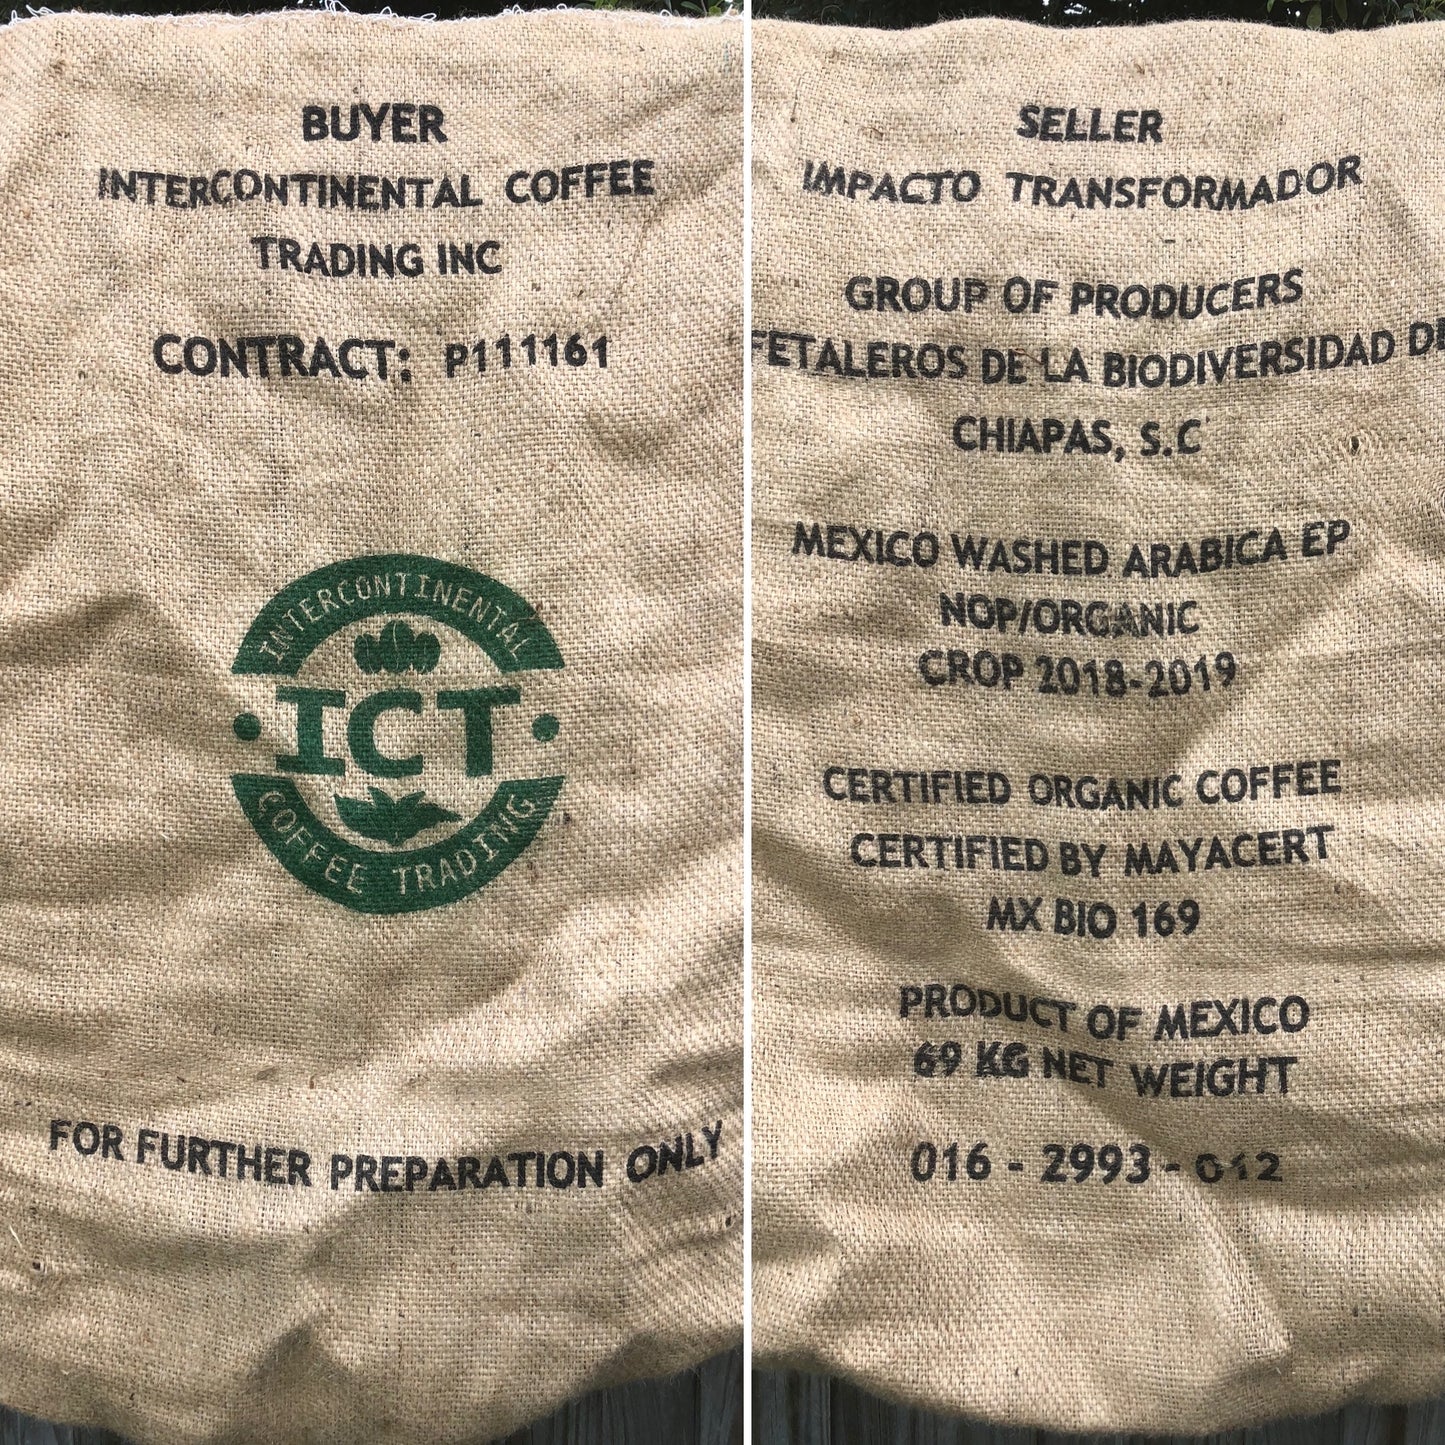 BUYER
INTERCONTINENTAL COFFEE
TRADING INC
CONTRACT: P111161
INTERCONTINENTAL
ICT
COFFEE TRADING
FOR FURTHER PREPARATION ONLY
SELLER
IMPACTO TRANSFORMADOR
GROUP OF PRODUCERS
FETALEROS DE LA BIODIVERSIDAD DE
CHIAPAS, S.C
MEXICO WASHED ARABICA EP
NOP/ORGANIC
CROP 2018-2019
CERTIFIED ORGANIC COFFEE
CERTIFIED BY MAYACERT
MX BIO 169
PRODUCT OF MEXICO
69 KG NET WEIGHT
016 - 2993 - 012